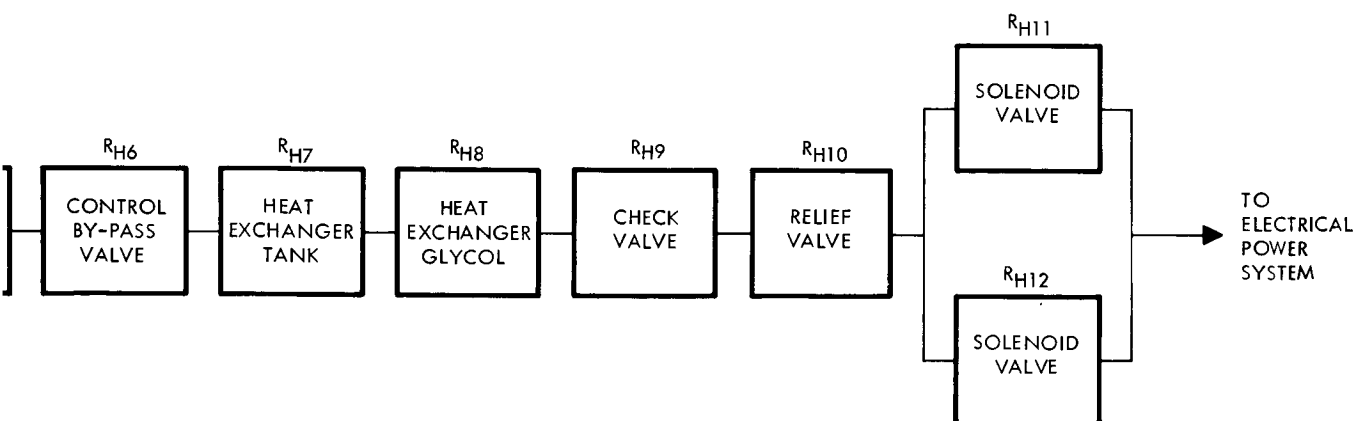 RH6
CONTROL
BY-PASS
VALVE
RH7
HEAT
EXCHANGER
TANK
RH8
HEAT
EXCHANGER
GLYCOL
RH9
CHECK
VALVE
RH10
RELIEF
VALVE
RH11
SOLENOID
VALVE
RH12
SOLENOID
VALVE
TO
ELECTRICAL
POWER
SYSTEM